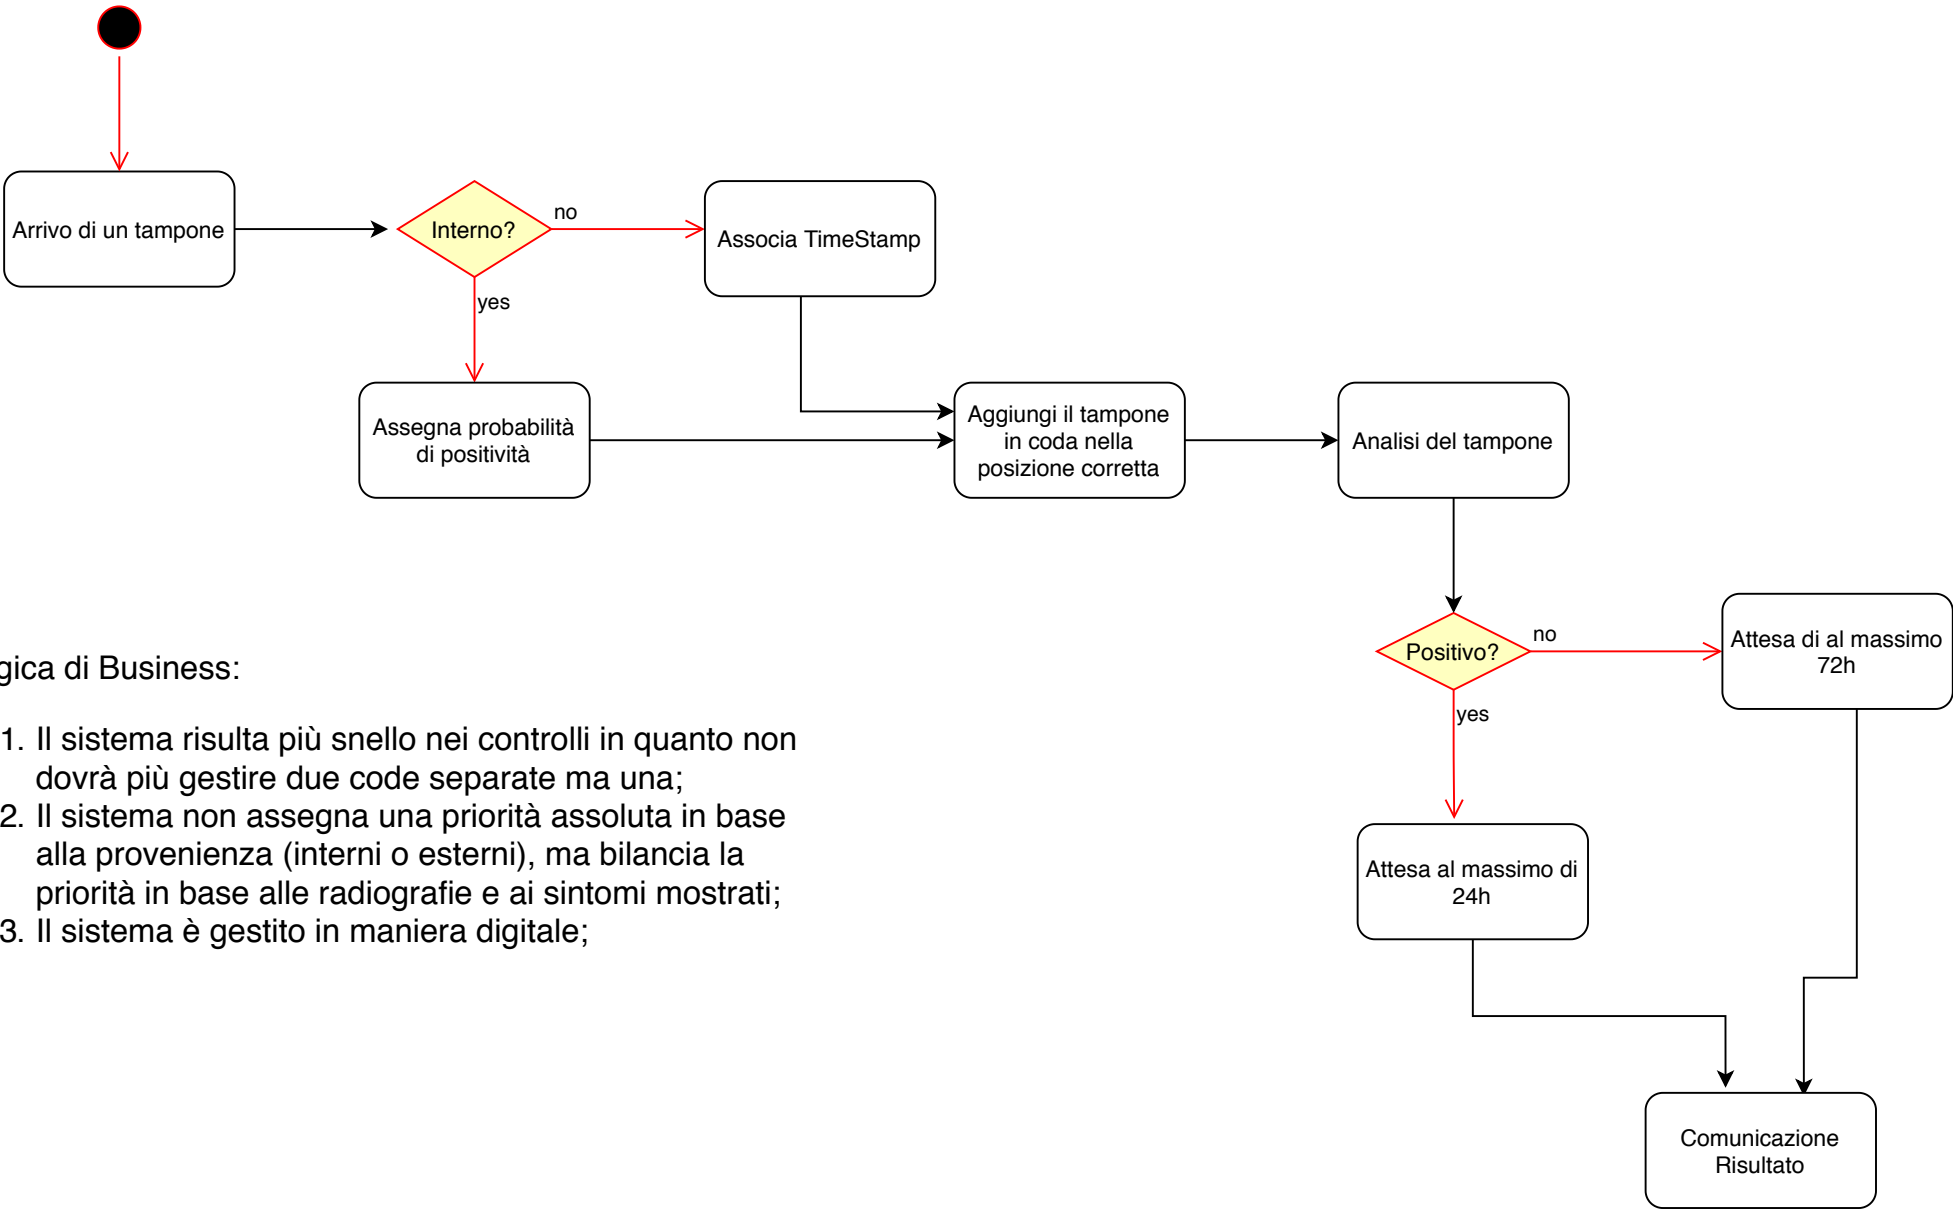 Arrivo di un tampone
Interno?
no
yes
Associa TimeStamp
Assegna probabilità
di positività
Aggiungi il tampone
in coda nella
posizione corretta
Analisi del tampone
Positivo?
no
yes
Attesa di al massimo
72h
Attesa al massimo di
24h
Comunicazione
Risultato
gica di Business:
1. Il sistema risulta più snello nei controlli in quanto non
dovrà più gestire due code separate ma una;
2. Il sistema non assegna una priorità assoluta in base
alla provenienza (interni o esterni), ma bilancia la
priorità in base alle radiografie e ai sintomi mostrati;
3. Il sistema è gestito in maniera digitale;